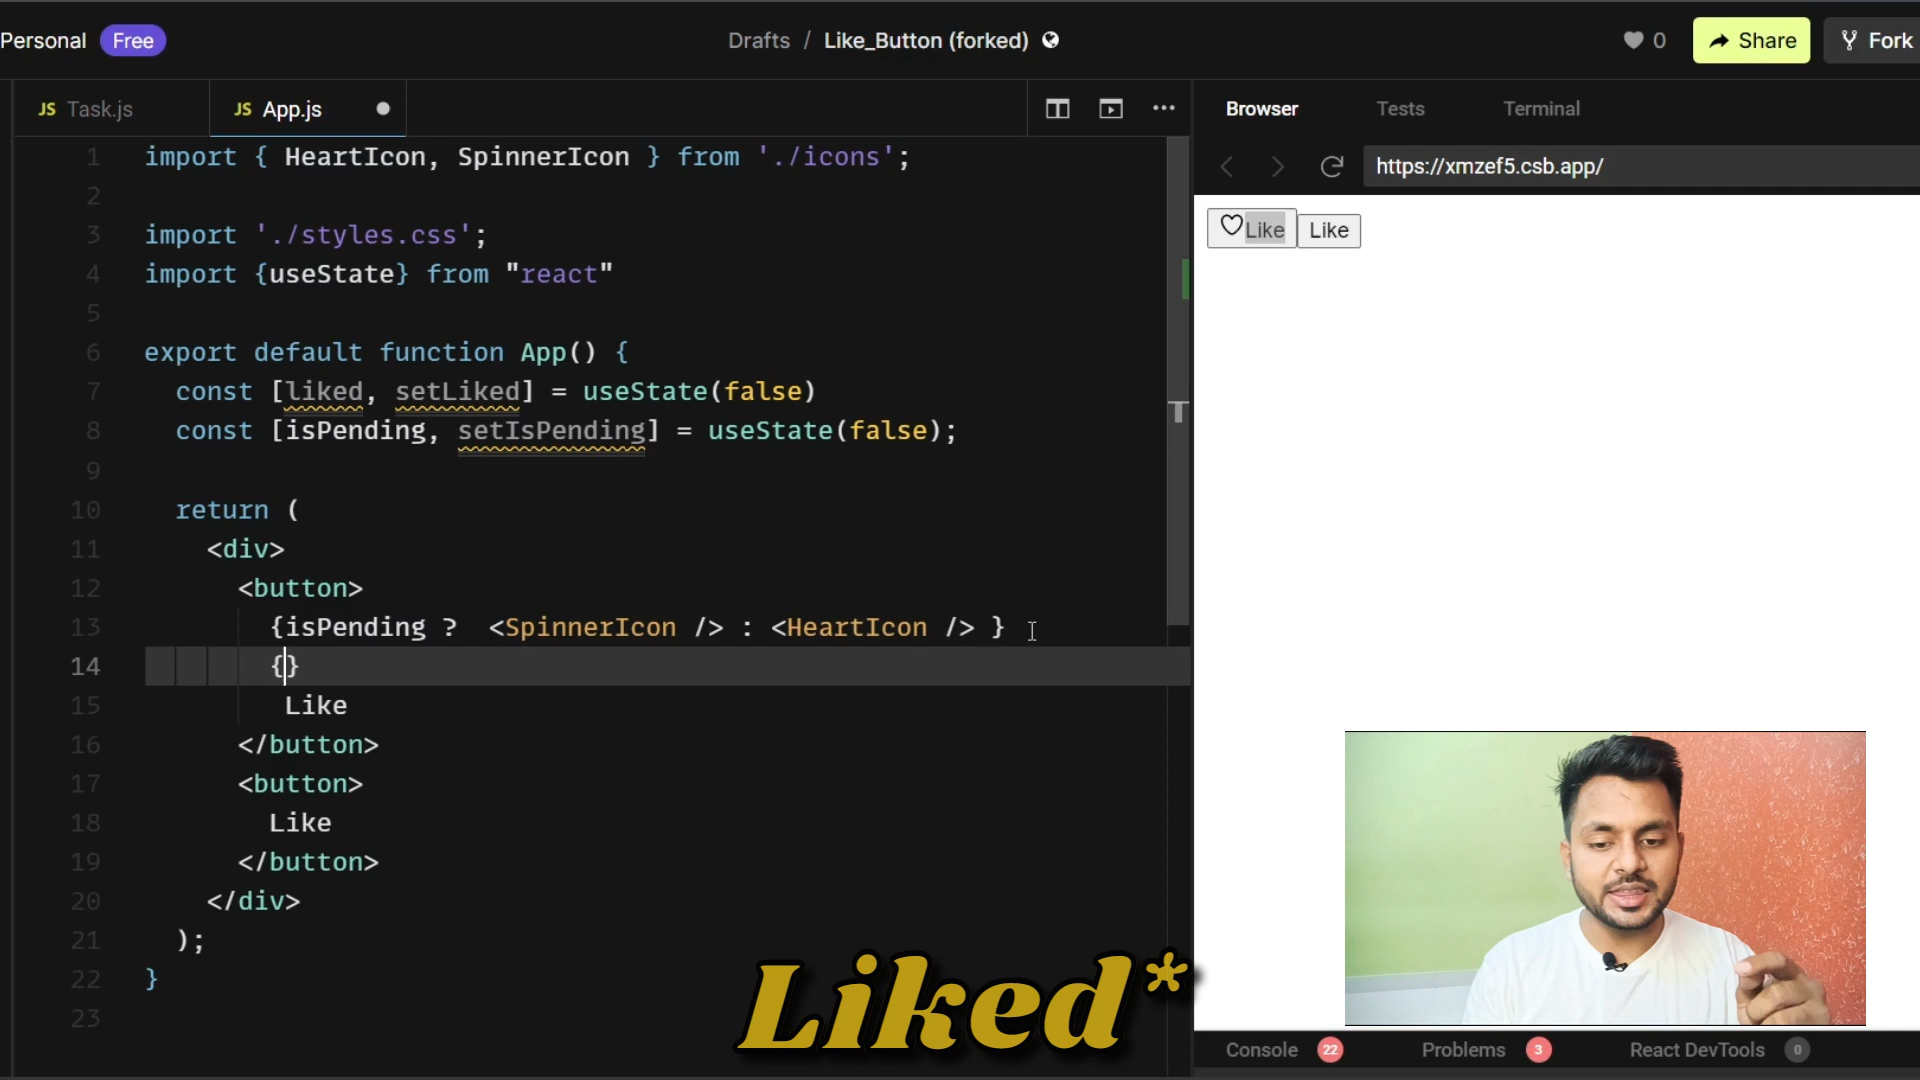 Personal Free Drafts / Like_Button (forked) 0 Share Fork
JS Task.js JS App.js Browser Tests Terminal
https://xmzef5.csb.app/
1 import { HeartIcon, SpinnerIcon } from './icons';
2
3 import './styles.css';
4 import {useState} from "react"
5
6 export default function App() {
7 const [liked, setLiked] = useState(false)
8 const [isPending, setIsPending] = useState(false);
9
10 return (
11 <div>
12 <button>
13 {isPending ? <SpinnerIcon /> : <HeartIcon /> }
14 {}
15 Like
16 </button>
17 <button>
18 Like
19 </button>
20 </div>
21 );
22 }
23
Like Like
Liked*
Console 22 Problems 3 React DevTools 0